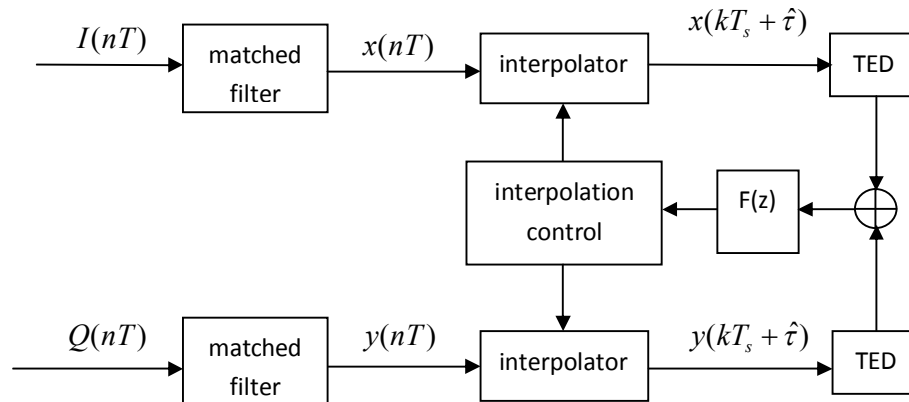 I(nT)
matched
filter
x(nT)
interpolator
x(kT_s + τ̂)
TED
interpolation
control
F(z)
Q(nT)
matched
filter
y(nT)
interpolator
y(kT_s + τ̂)
TED